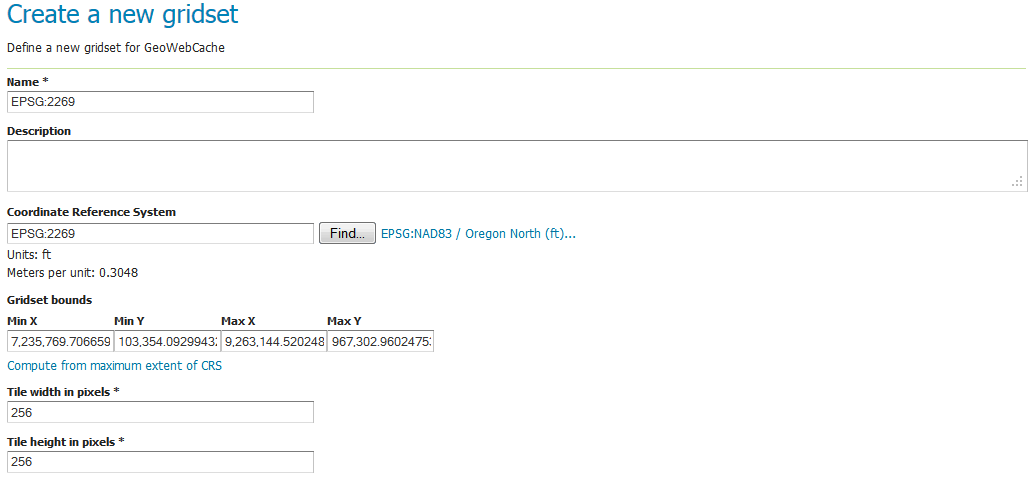 Create a new gridset
Define a new gridset for GeoWebCache
Name *
EPSG:2269
Description
Coordinate Reference System
EPSG:2269 Find... EPSG:NAD83 / Oregon North (ft)...
Units: ft
Meters per unit: 0.3048
Gridset bounds
Min X Min Y Max X Max Y
7,235,769.706659 103,354.09299432 9,263,144.520248 967,302.96024753
Compute from maximum extent of CRS
Tile width in pixels *
256
Tile height in pixels *
256